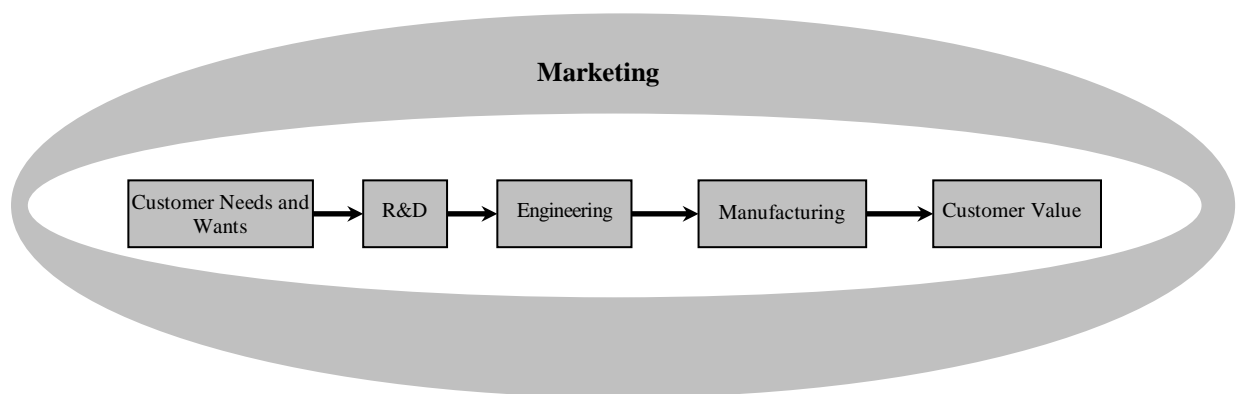 Marketing
Customer Needs and
Wants
R&D
Engineering
Manufacturing
Customer Value